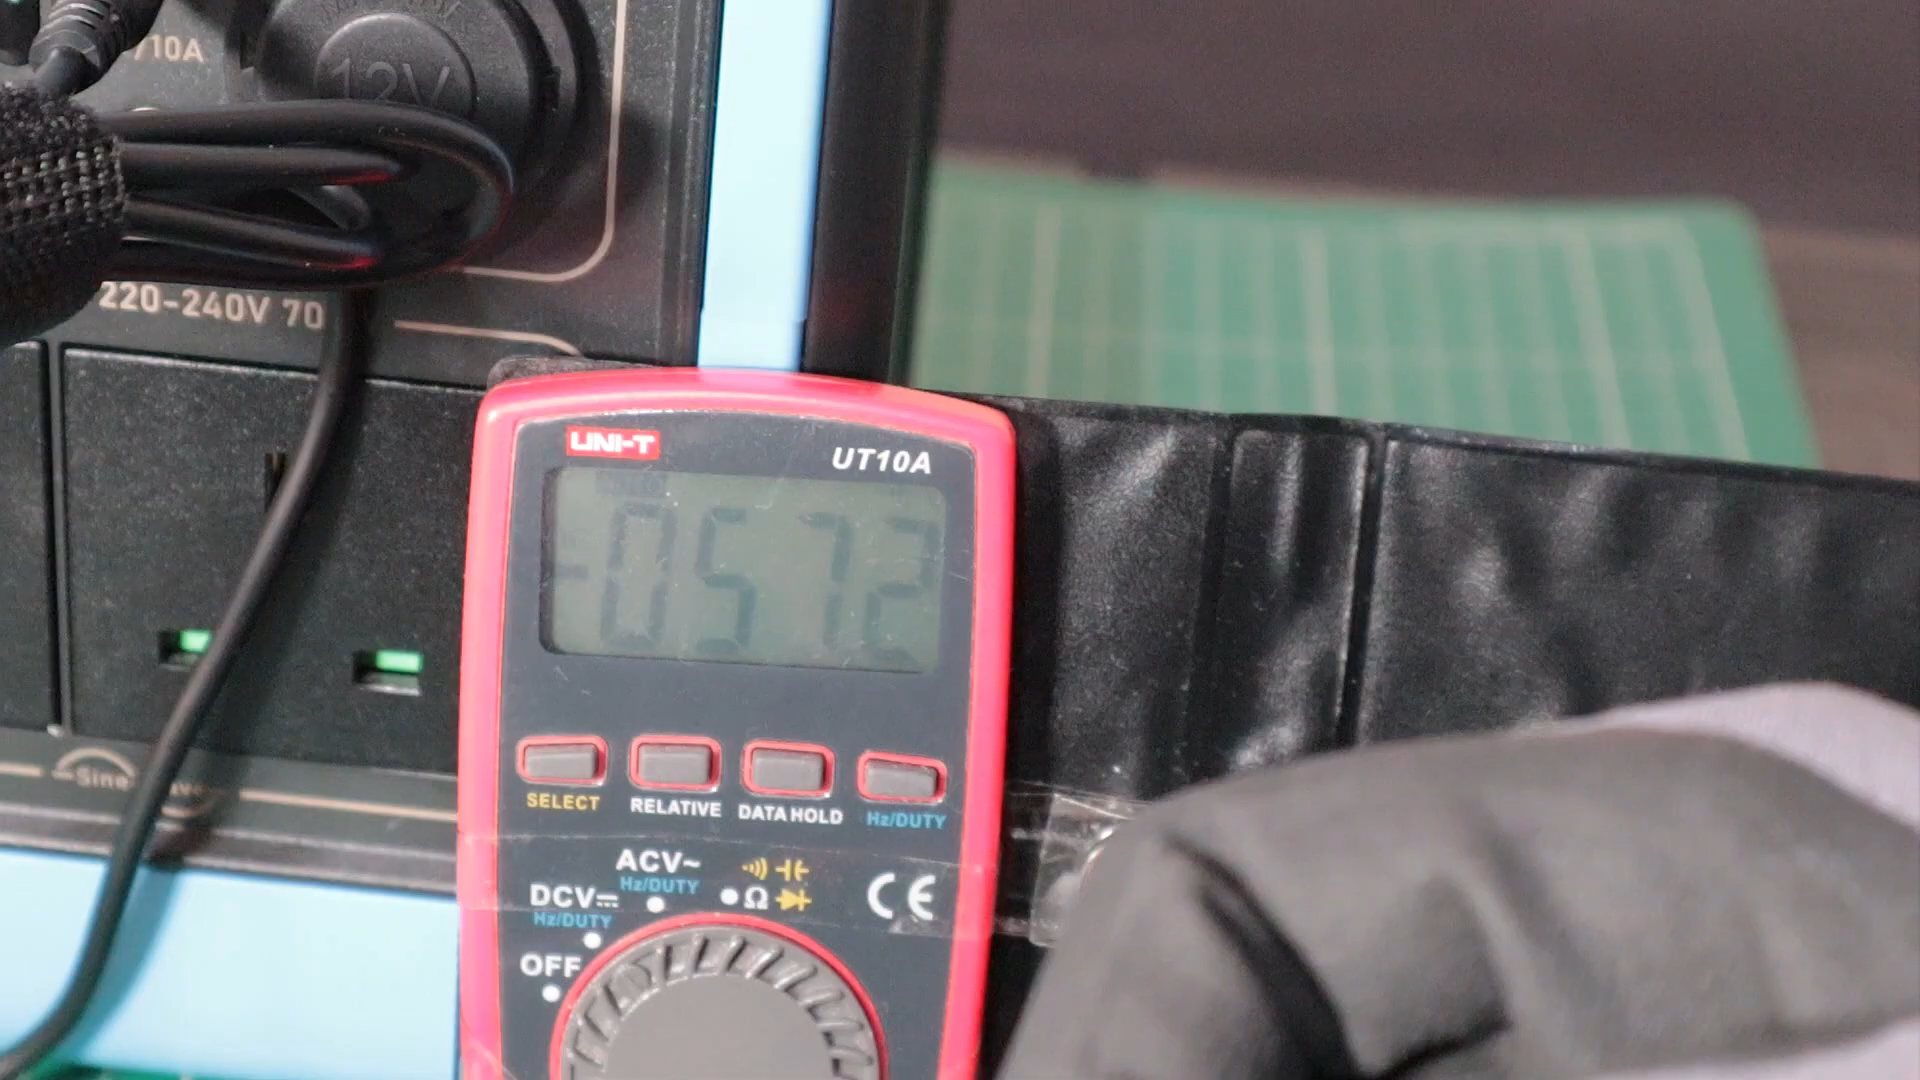 /10A
12V
220-240V 70
UNI-T
UT10A
-0572
SELECT
RELATIVE
DATA HOLD
Hz/DUTY
ACV~
Hz/DUTY
DCV⎓
Hz/DUTY
Ω
CE
OFF
Sine